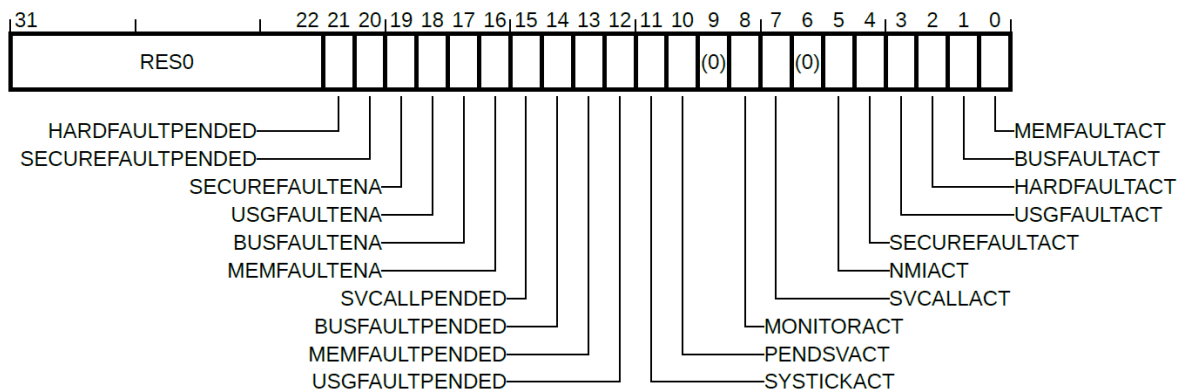 31 22 21 20 19 18 17 16 15 14 13 12 11 10 9 8 7 6 5 4 3 2 1 0
RES0 (0) (0)
HARDFAULTPENDED MEMFAULTACT
SECUREFAULTPENDED BUSFAULTACT
SECUREFAULTENA HARDFAULTACT
USGFAULTENA USGFAULTACT
BUSFAULTENA SECUREFAULTACT
MEMFAULTENA NMIACT
SVCALLPENDED SVCALLACT
BUSFAULTPENDED MONITORACT
MEMFAULTPENDED PENDSVACT
USGFAULTPENDED SYSTICKACT